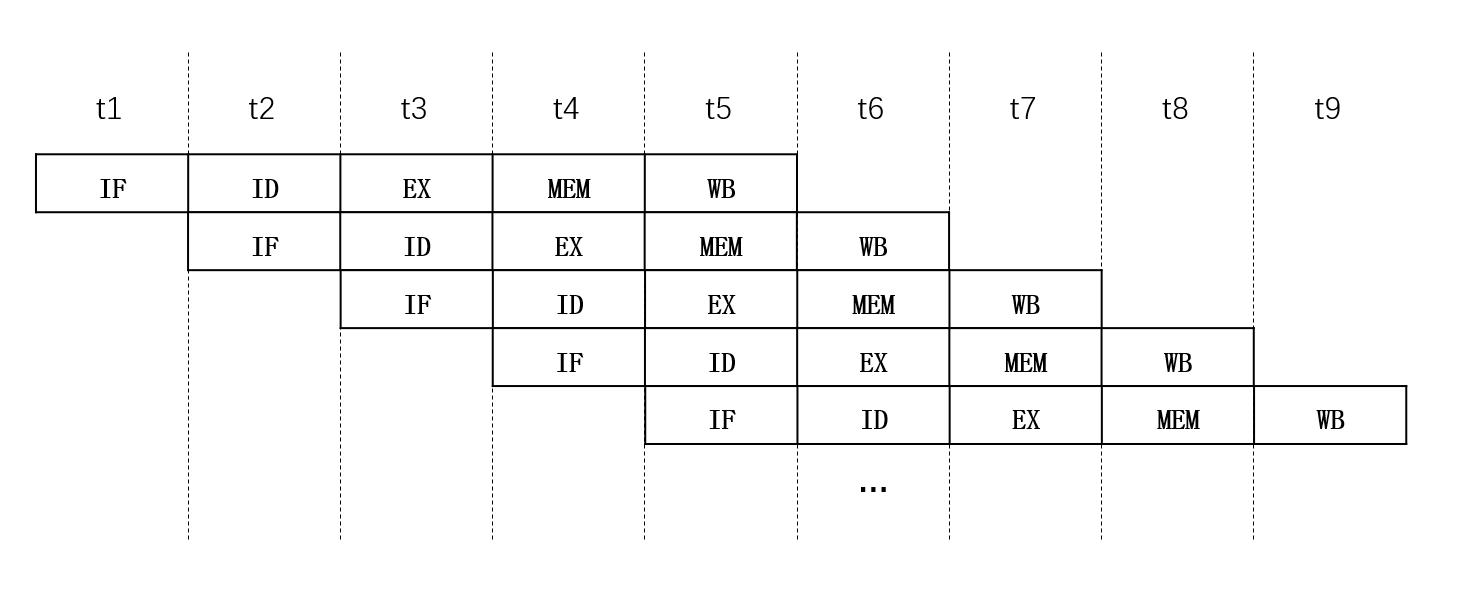 t1 t2 t3 t4 t5 t6 t7 t8 t9
IF ID EX MEM WB
IF ID EX MEM WB
IF ID EX MEM WB
IF ID EX MEM WB
IF ID EX MEM WB
...